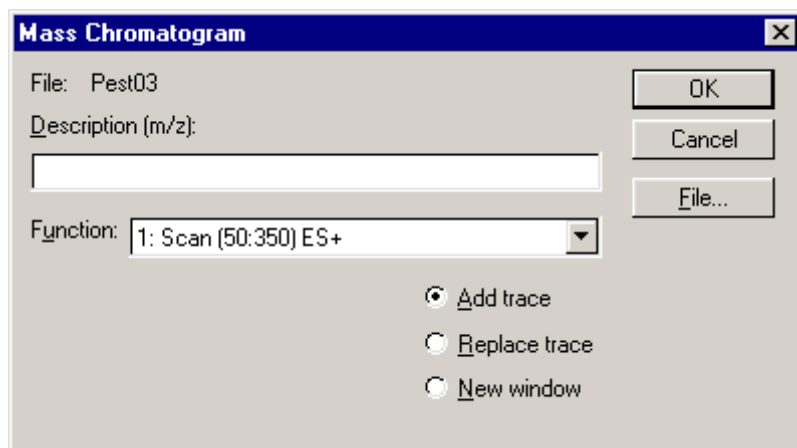 Mass Chromatogram
File: Pest03
OK
Description (m/z):
Cancel
File...
Function: 1: Scan (50:350) ES+
Add trace
Replace trace
New window